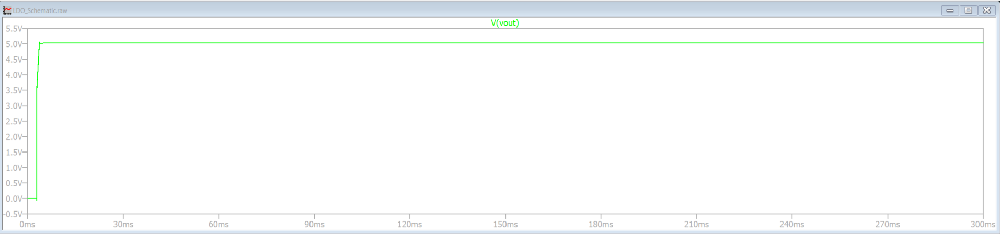 LDO_Schematic.raw
V(vout)
5.5V
5.0V
4.5V
4.0V
3.5V
3.0V
2.5V
2.0V
1.5V
1.0V
0.5V
0.0V
-0.5V
0ms 30ms 60ms 90ms 120ms 150ms 180ms 210ms 240ms 270ms 300ms